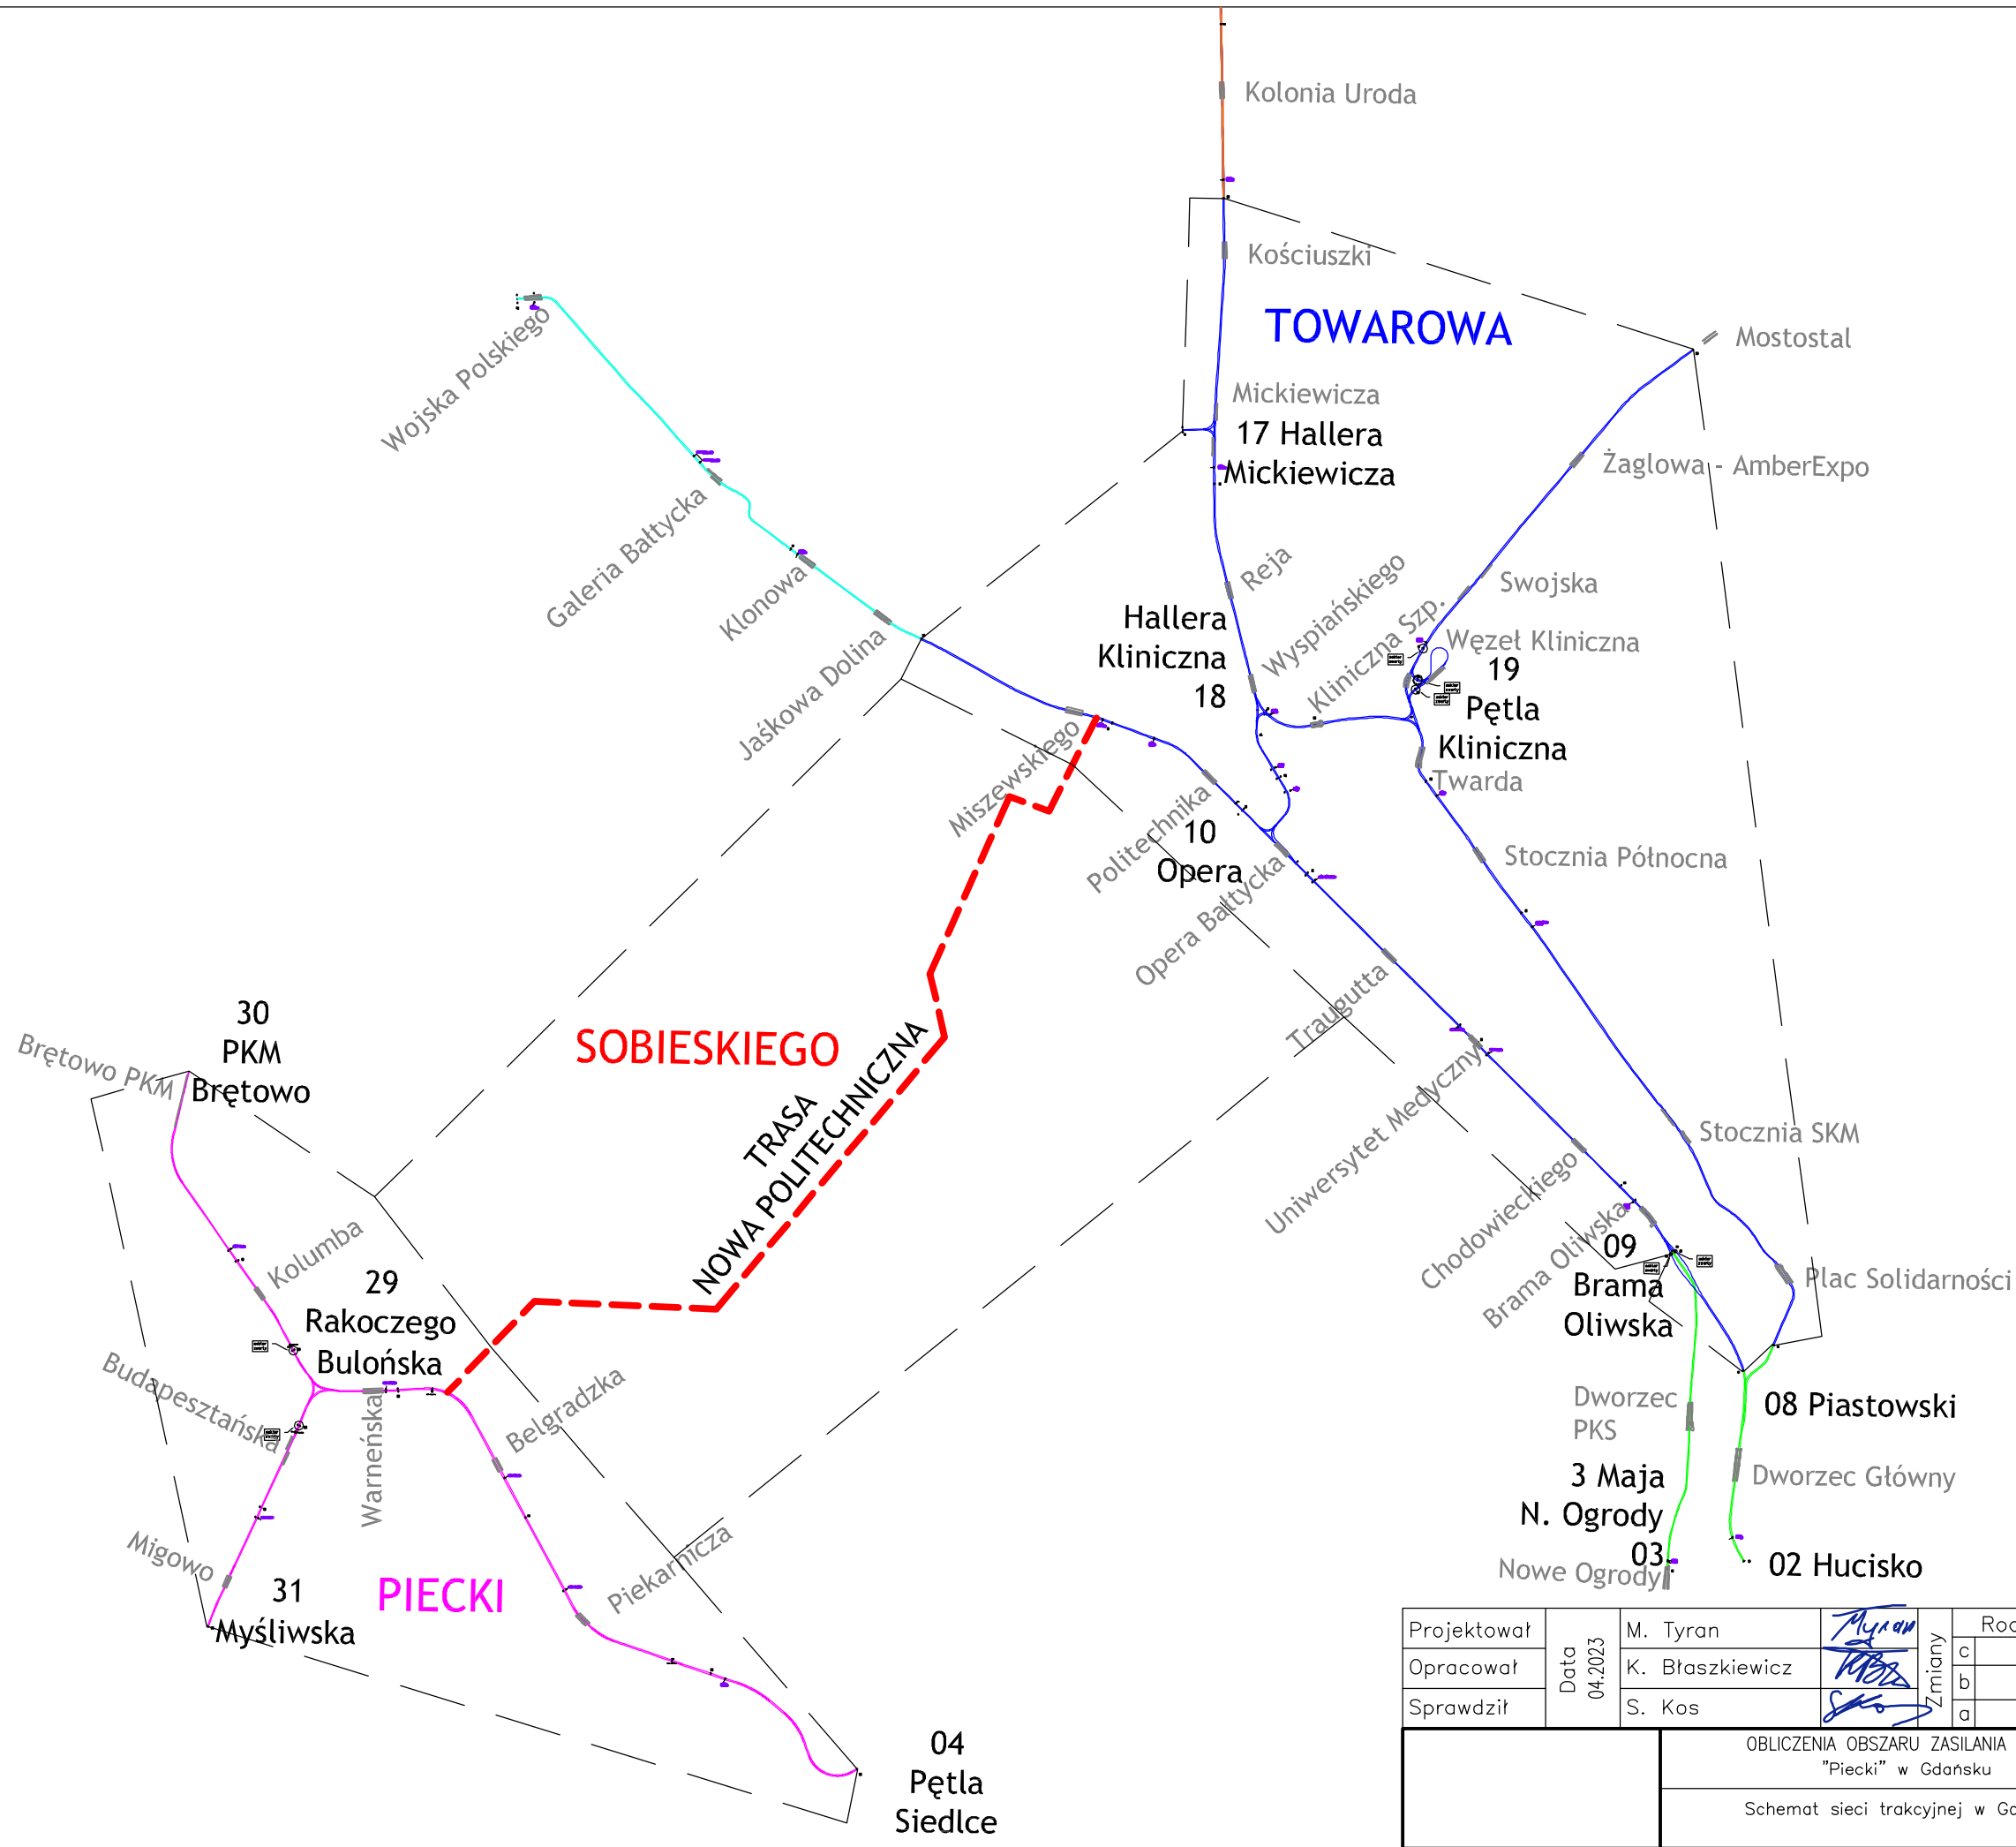 Kolonia Uroda
Kościuszki
TOWAROWA
Mostostal
Wojska Polskiego
Mickiewicza
17 Hallera
Mickiewicza
Żaglowa - AmberExpo
Galeria Bałtycka
Klonowa
Jaśkowa Dolina
Reja
Swojska
Wyspiańskiego
Kliniczna Szp.
Hallera
Kliniczna
18
Węzeł Kliniczna
19
Pętla
Kliniczna
Twarda
Miszewskiego
Politechnika
10
Opera
Opera Bałtycka
Stocznia Północna
Traugutta
Uniwersytet Medyczny
Stocznia SKM
Chodowieckiego
Brama Oliwska
09
Brama
Oliwska
Plac Solidarności
30
PKM
Brętowo
Brętowo PKM
SOBIESKIEGO
TRASA
NOWA POLITECHNICZNA
Kolumba
29
Rakoczego
Bulońska
Budapesztańska
Warneńska
Belgradzka
Dworzec
PKS
08 Piastowski
3 Maja
N. Ogrody
03
Dworzec Główny
Nowe Ogrody
02 Hucisko
Migowo
31
Myśliwska
PIECKI
Piekarnicza
04
Pętla
Siedlce
Projektował
Opracował
Sprawdził
Data
04.2023
M. Tyran
K. Błaszkiewicz
S. Kos
Zmiany
c
b
a
OBLICZENIA OBSZARU ZASILANIA
"Piecki" w Gdańsku
Schemat sieci trakcyjnej w